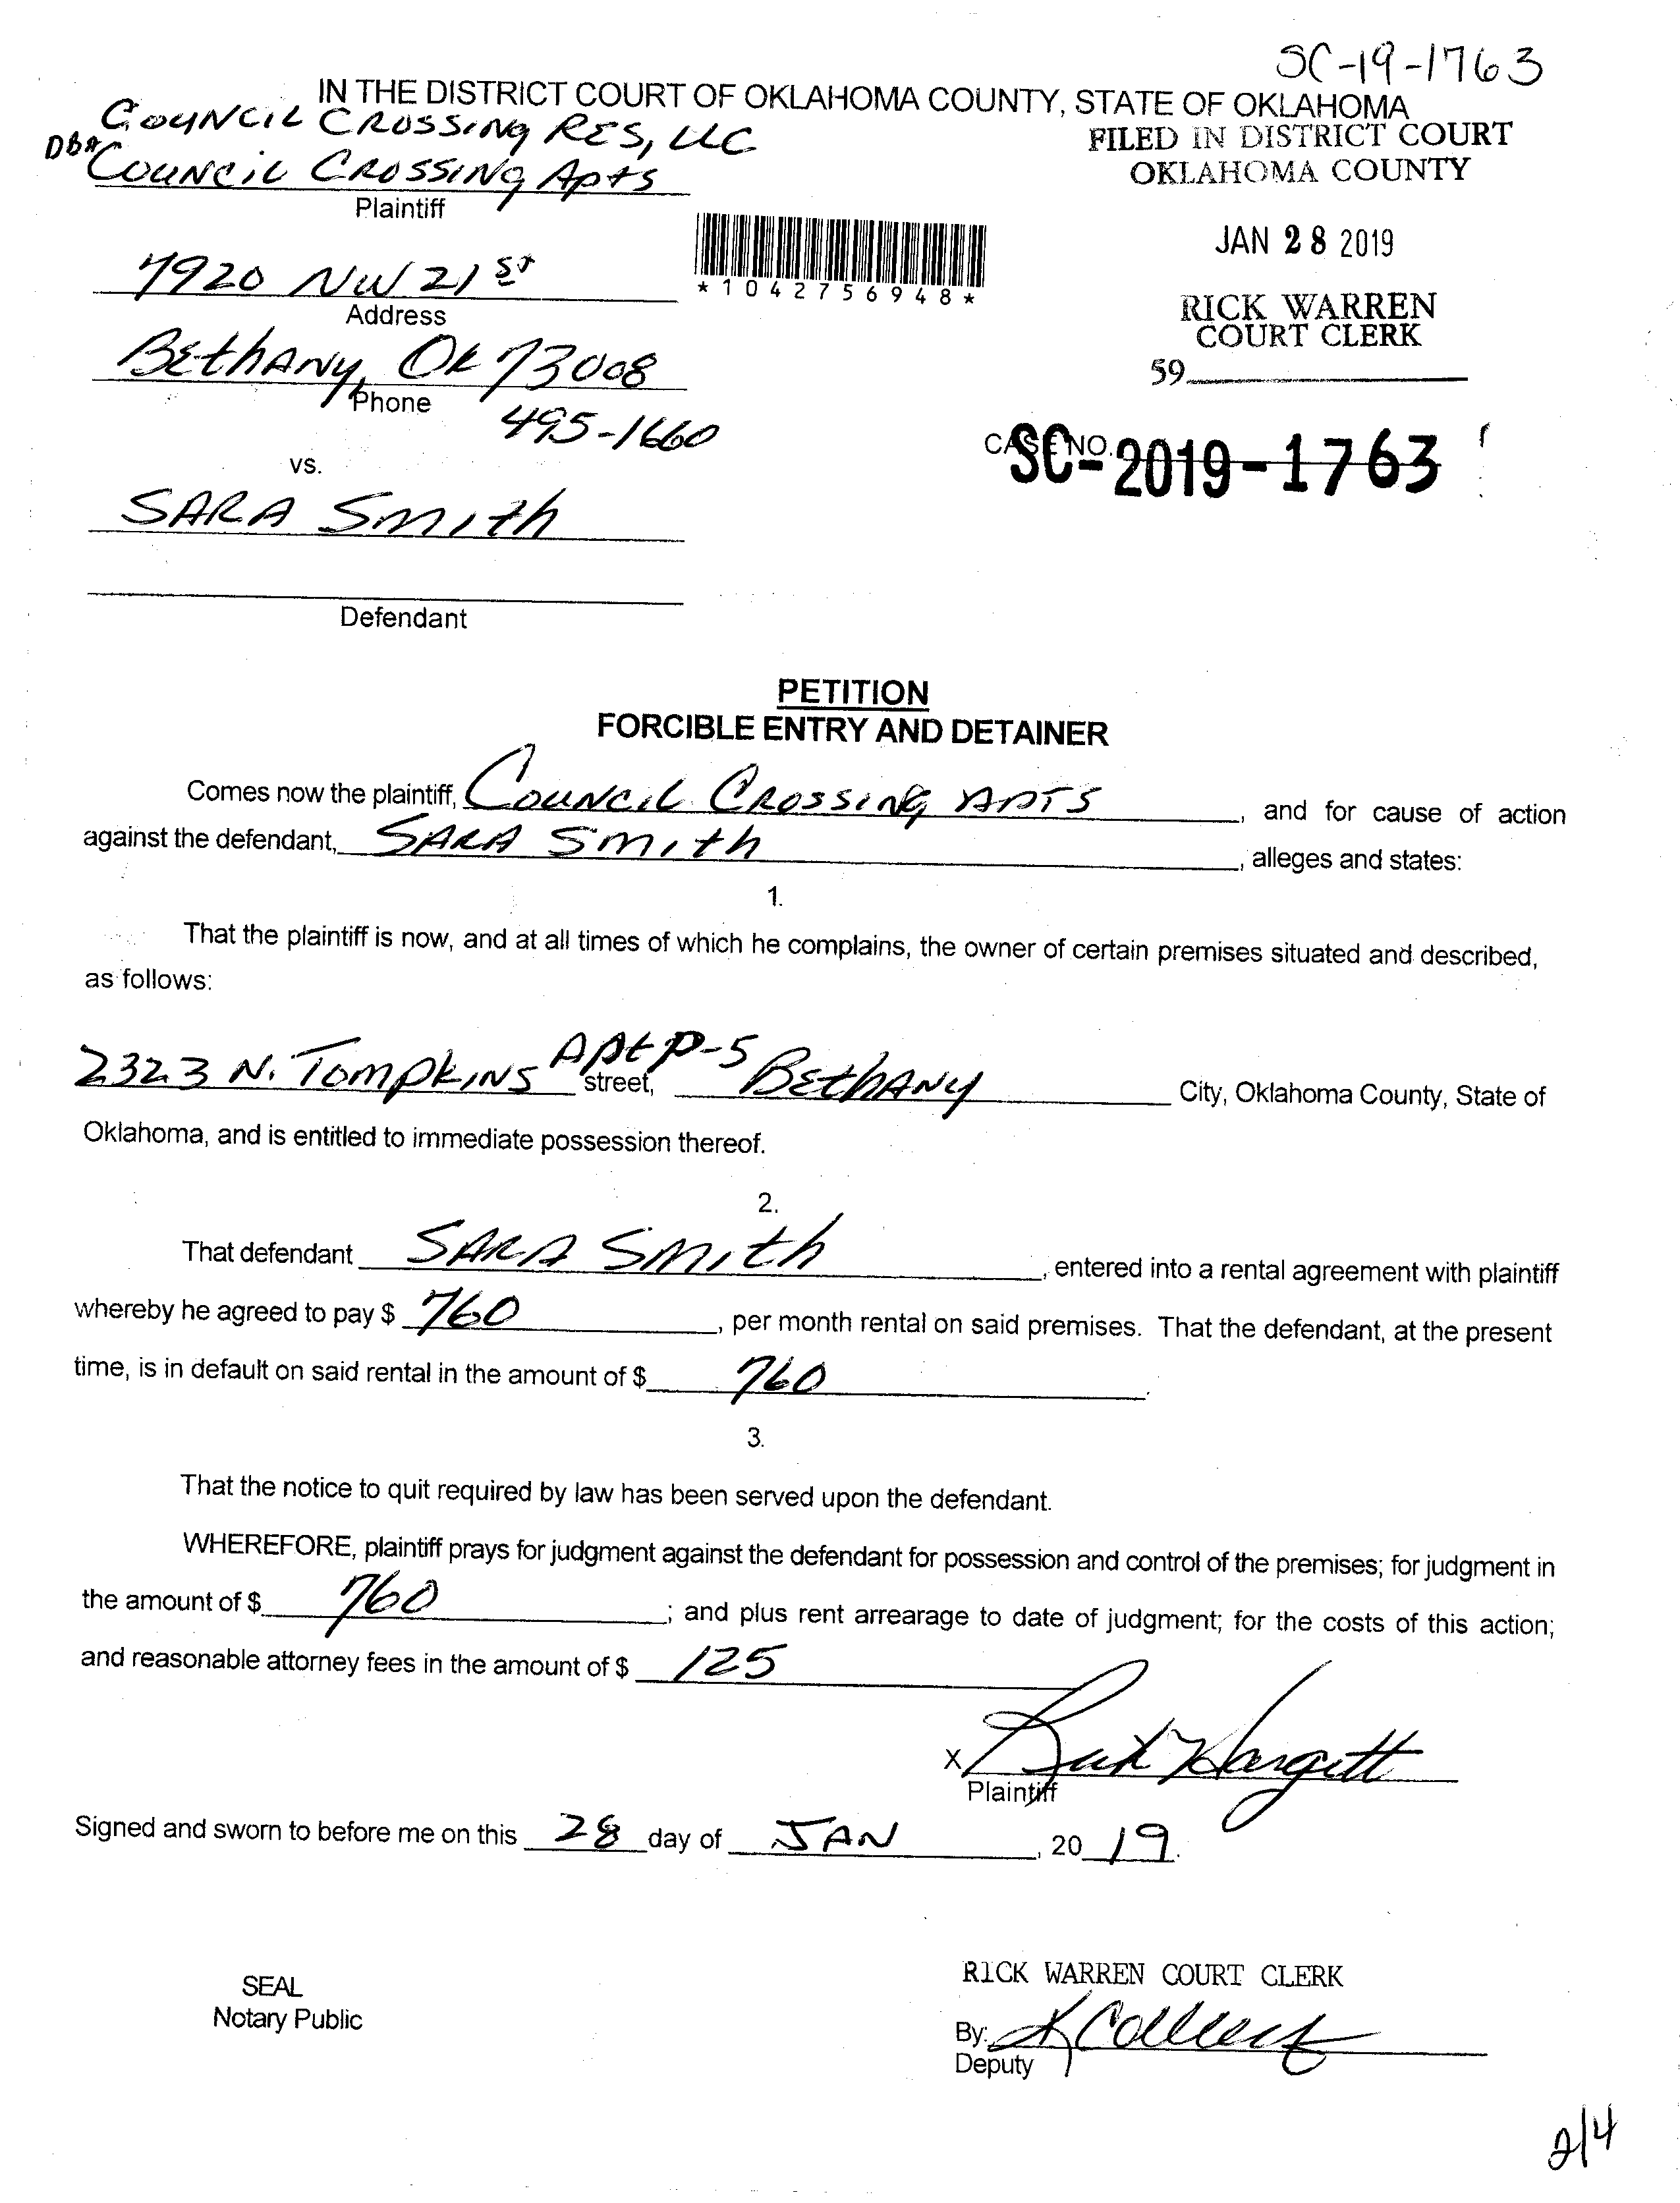 SC-19-1763
IN THE DISTRICT COURT OF OKLAHOMA COUNTY, STATE OF OKLAHOMA
COUNCIL CROSSING RES, LLC
DBA COUNCIL CROSSING Apts
Plaintiff
FILED IN DISTRICT COURT
OKLAHOMA COUNTY
JAN 28 2019
RICK WARREN
COURT CLERK
59
*1042756948*
7920 NW 21 ST
Address
BEthANy, OK 73008
Phone
495-1660
CASE NO.
SC-2019-1763
vs.
SARA Smith
Defendant
PETITION
FORCIBLE ENTRY AND DETAINER
Comes now the plaintiff, COUNCIL CROSSING APTS, and for cause of action
against the defendant, SARA Smith, alleges and states:
1.
That the plaintiff is now, and at all times of which he complains, the owner of certain premises situated and described,
as follows:
2323 N. TOMPKINS APt P-5 street, BEthANy City, Oklahoma County, State of
Oklahoma, and is entitled to immediate possession thereof.
2.
That defendant SARA Smith, entered into a rental agreement with plaintiff
whereby he agreed to pay $ 760, per month rental on said premises. That the defendant, at the present
time, is in default on said rental in the amount of $ 760.
3.
That the notice to quit required by law has been served upon the defendant.
WHEREFORE, plaintiff prays for judgment against the defendant for possession and control of the premises; for judgment in
the amount of $ 760; and plus rent arrearage to date of judgment; for the costs of this action;
and reasonable attorney fees in the amount of $ 125
X Hargett
Plaintiff
Signed and sworn to before me on this 28 day of JAN, 2019.
SEAL
Notary Public
RICK WARREN COURT CLERK
By:
Deputy
2/4